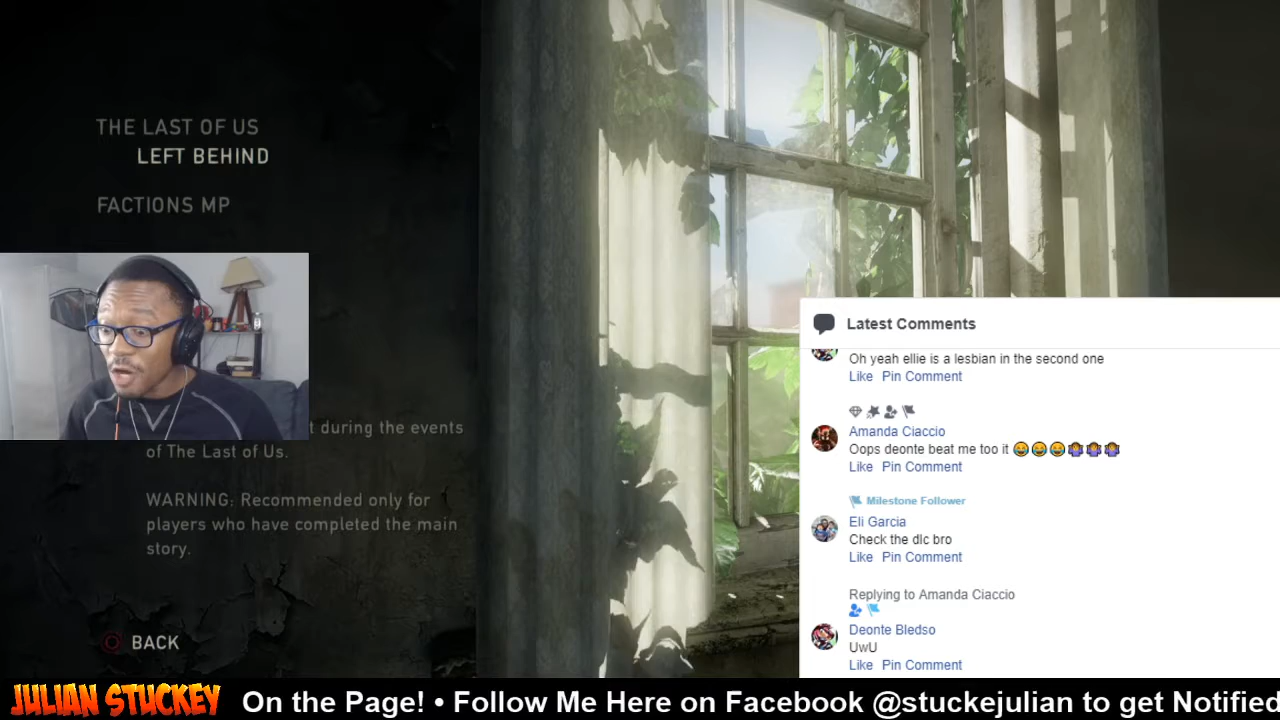 THE LAST OF US
LEFT BEHIND
FACTIONS MP
t during the events
of The Last of Us.
WARNING: Recommended only for
players who have completed the main
story.
BACK
Latest Comments
Oh yeah ellie is a lesbian in the second one
Like Pin Comment
Amanda Ciaccio
Oops deonte beat me too it 😂😂😂🤷🏽‍♀️🤷🏽‍♀️🤷🏽‍♀️
Like Pin Comment
Milestone Follower
Eli Garcia
Check the dlc bro
Like Pin Comment
Replying to Amanda Ciaccio
Deonte Bledso
UwU
Like Pin Comment
JULIAN STUCKEY On the Page! • Follow Me Here on Facebook @stuckejulian to get Notified